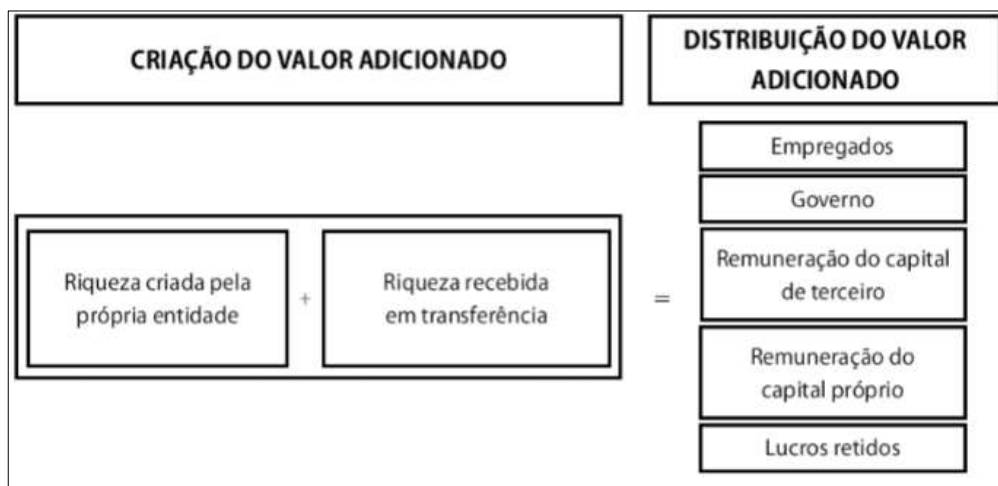 CRIAÇÃO DO VALOR ADICIONADO
DISTRIBUIÇÃO DO VALOR
ADICIONADO
Riqueza criada pela
própria entidade
+
Riqueza recebida
em transferência
=
Empregados
Governo
Remuneração do capital
de terceiro
Remuneração do
capital próprio
Lucros retidos